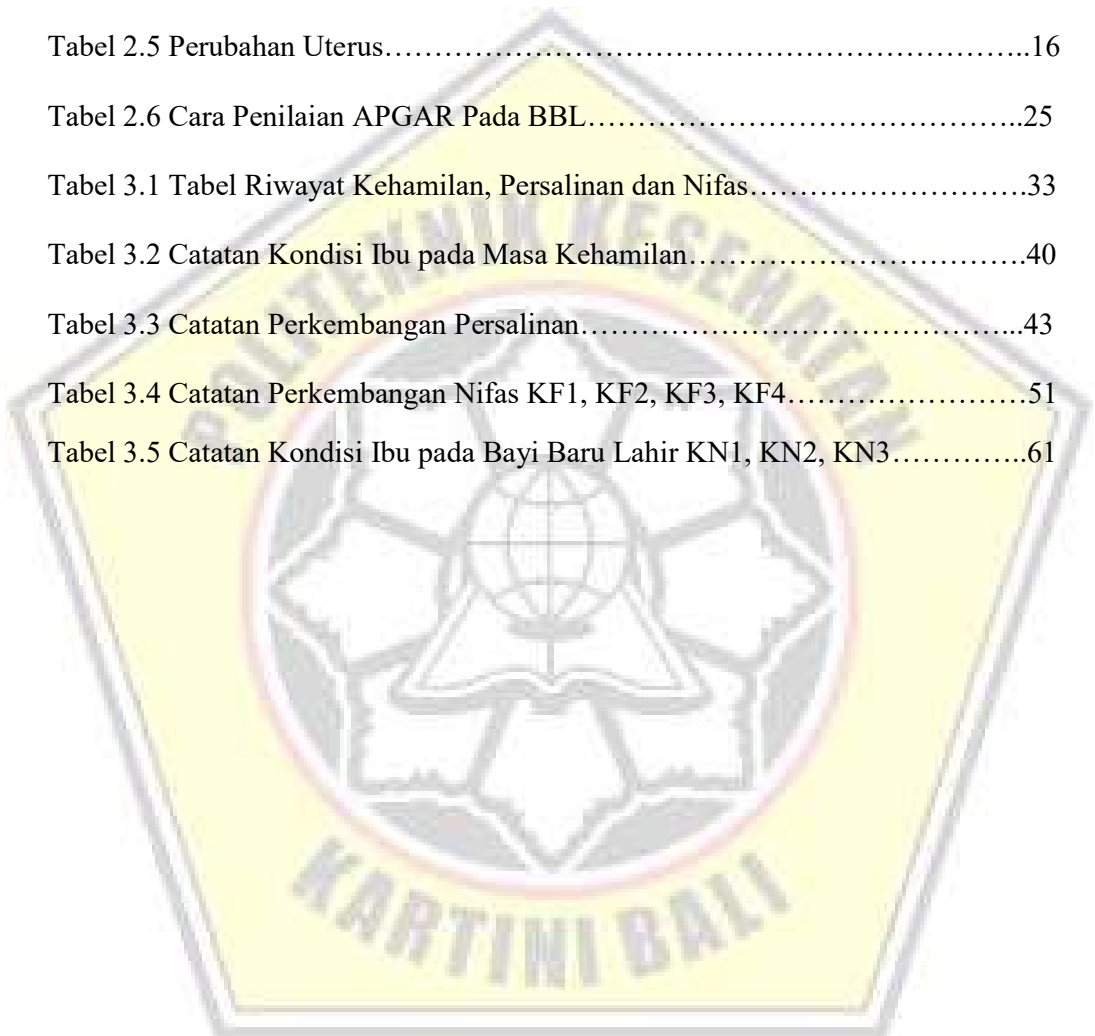 Tabel 2.5 Perubahan Uterus…………………………………………………………..16
Tabel 2.6 Cara Penilaian APGAR Pada BBL……………………………………..25
Tabel 3.1 Tabel Riwayat Kehamilan, Persalinan dan Nifas……………………….33
Tabel 3.2 Catatan Kondisi Ibu pada Masa Kehamilan…………………………….40
Tabel 3.3 Catatan Perkembangan Persalinan……………………………………...43
Tabel 3.4 Catatan Perkembangan Nifas KF1, KF2, KF3, KF4……………………51
Tabel 3.5 Catatan Kondisi Ibu pada Bayi Baru Lahir KN1, KN2, KN3…………..61
POLITEKNIK KESEHATAN
KARTINI BALI